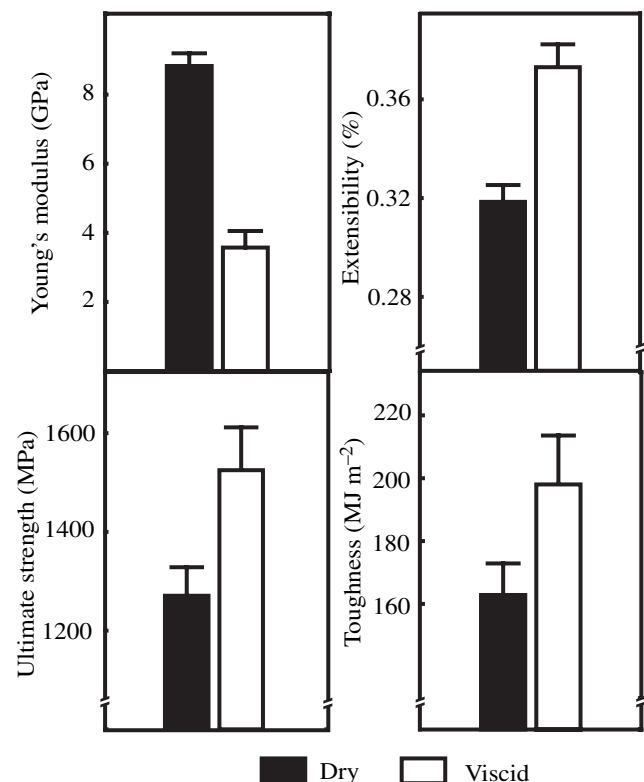 Young's modulus (GPa)
8
6
4
2
Extensibility (%)
0.36
0.32
0.28
Ultimate strength (MPa)
1600
1400
1200
Toughness (MJ m−2)
220
200
180
160
Dry
Viscid